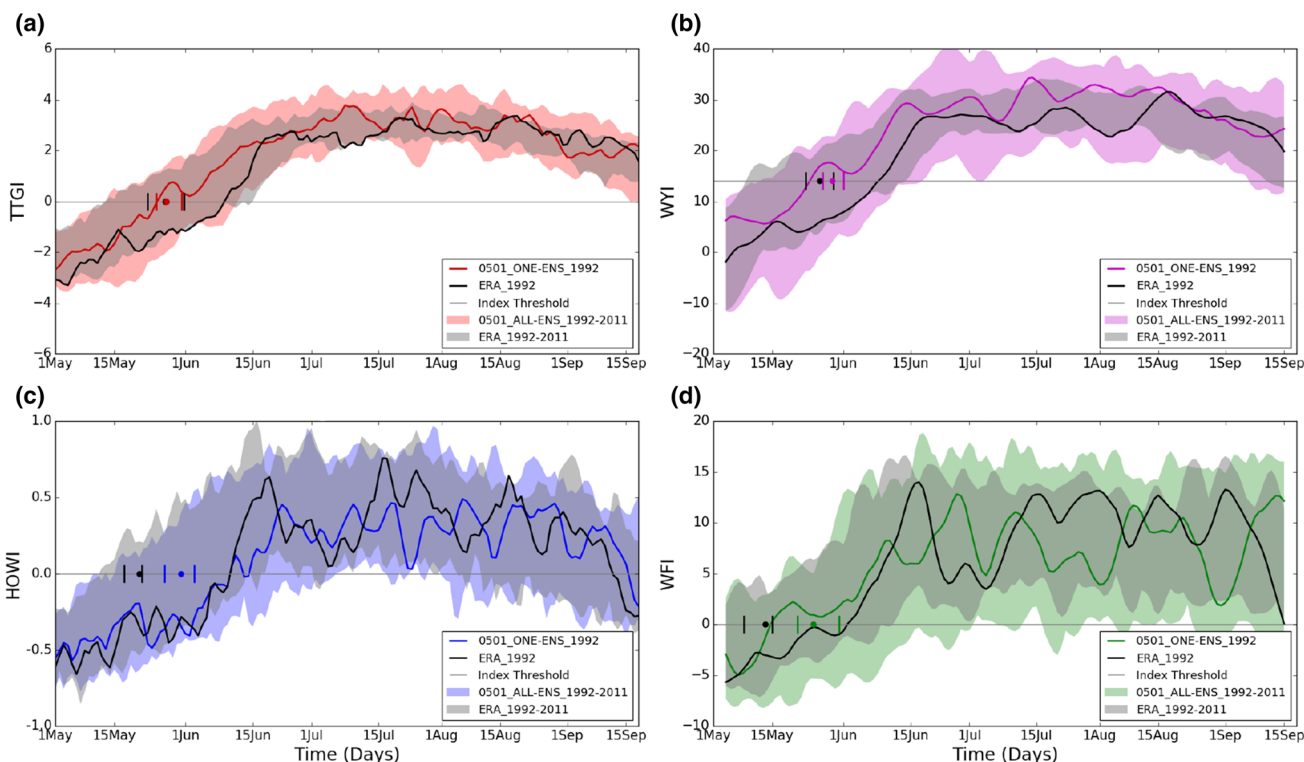 (a)
6
4
2
0
−2
−4
−6
TTGI
1May
15May
1Jun
15Jun
1Jul
15Jul
1Aug
15Aug
1Sep
15Sep
0501_ONE-ENS_1992
ERA_1992
Index Threshold
0501_ALL-ENS_1992-2011
ERA_1992-2011
(b)
40
30
20
10
0
−10
−20
WYI
1May
15May
1Jun
15Jun
1Jul
15Jul
1Aug
15Aug
1Sep
15Sep
0501_ONE-ENS_1992
ERA_1992
Index Threshold
0501_ALL-ENS_1992-2011
ERA_1992-2011
(c)
1.0
0.5
0.0
-0.5
-1.0
HOWI
1May
15May
1Jun
15Jun
1Jul
15Jul
1Aug
15Aug
1Sep
15Sep
Time (Days)
0501_ONE-ENS_1992
ERA_1992
Index Threshold
0501_ALL-ENS_1992-2011
ERA_1992-2011
(d)
20
15
10
5
0
−5
−10
WFI
1May
15May
1Jun
15Jun
1Jul
15Jul
1Aug
15Aug
1Sep
15Sep
Time (Days)
0501_ONE-ENS_1992
ERA_1992
Index Threshold
0501_ALL-ENS_1992-2011
ERA_1992-2011